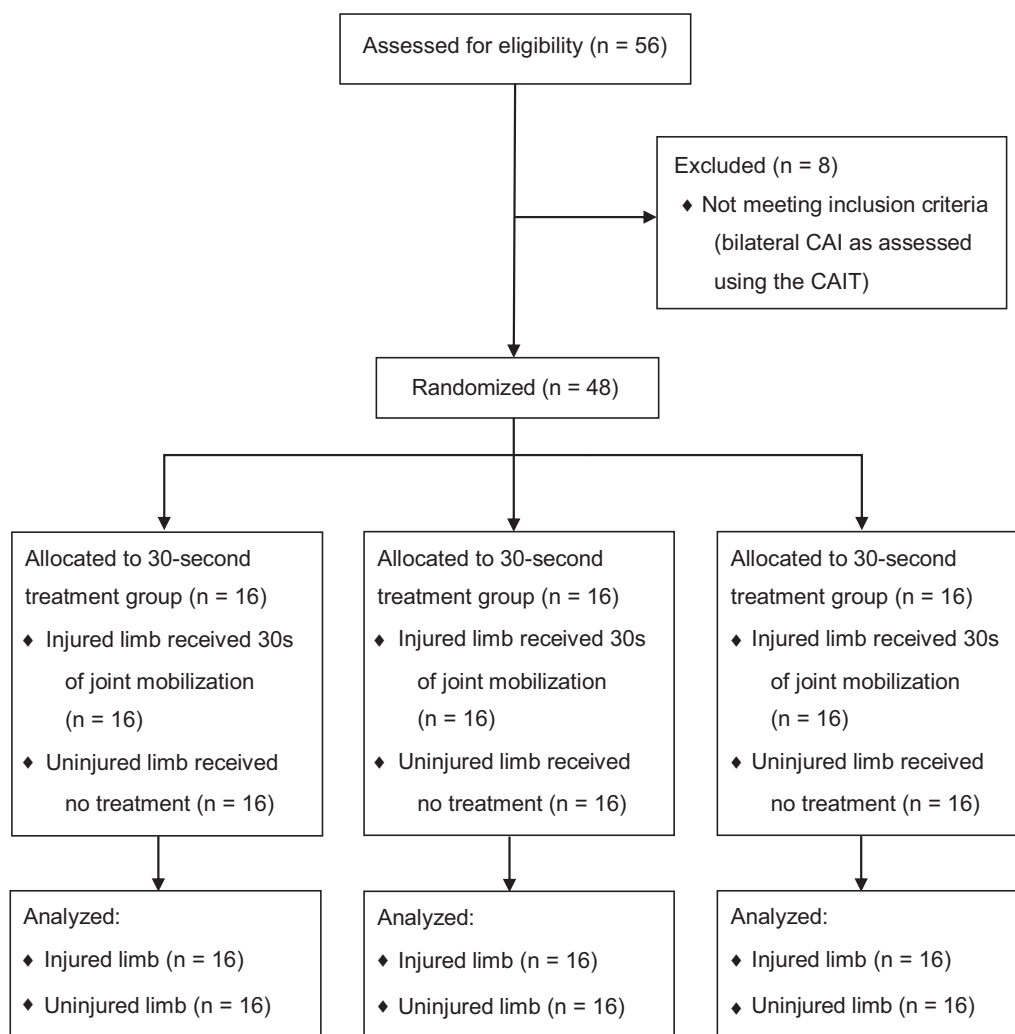 Assessed for eligibility (n = 56)
Excluded (n = 8)
♦ Not meeting inclusion criteria
(bilateral CAI as assessed
using the CAIT)
Randomized (n = 48)
Allocated to 30-second
treatment group (n = 16)
♦ Injured limb received 30s
of joint mobilization
(n = 16)
♦ Uninjured limb received
no treatment (n = 16)
Allocated to 30-second
treatment group (n = 16)
♦ Injured limb received 30s
of joint mobilization
(n = 16)
♦ Uninjured limb received
no treatment (n = 16)
Allocated to 30-second
treatment group (n = 16)
♦ Injured limb received 30s
of joint mobilization
(n = 16)
♦ Uninjured limb received
no treatment (n = 16)
Analyzed:
♦ Injured limb (n = 16)
♦ Uninjured limb (n = 16)
Analyzed:
♦ Injured limb (n = 16)
♦ Uninjured limb (n = 16)
Analyzed:
♦ Injured limb (n = 16)
♦ Uninjured limb (n = 16)